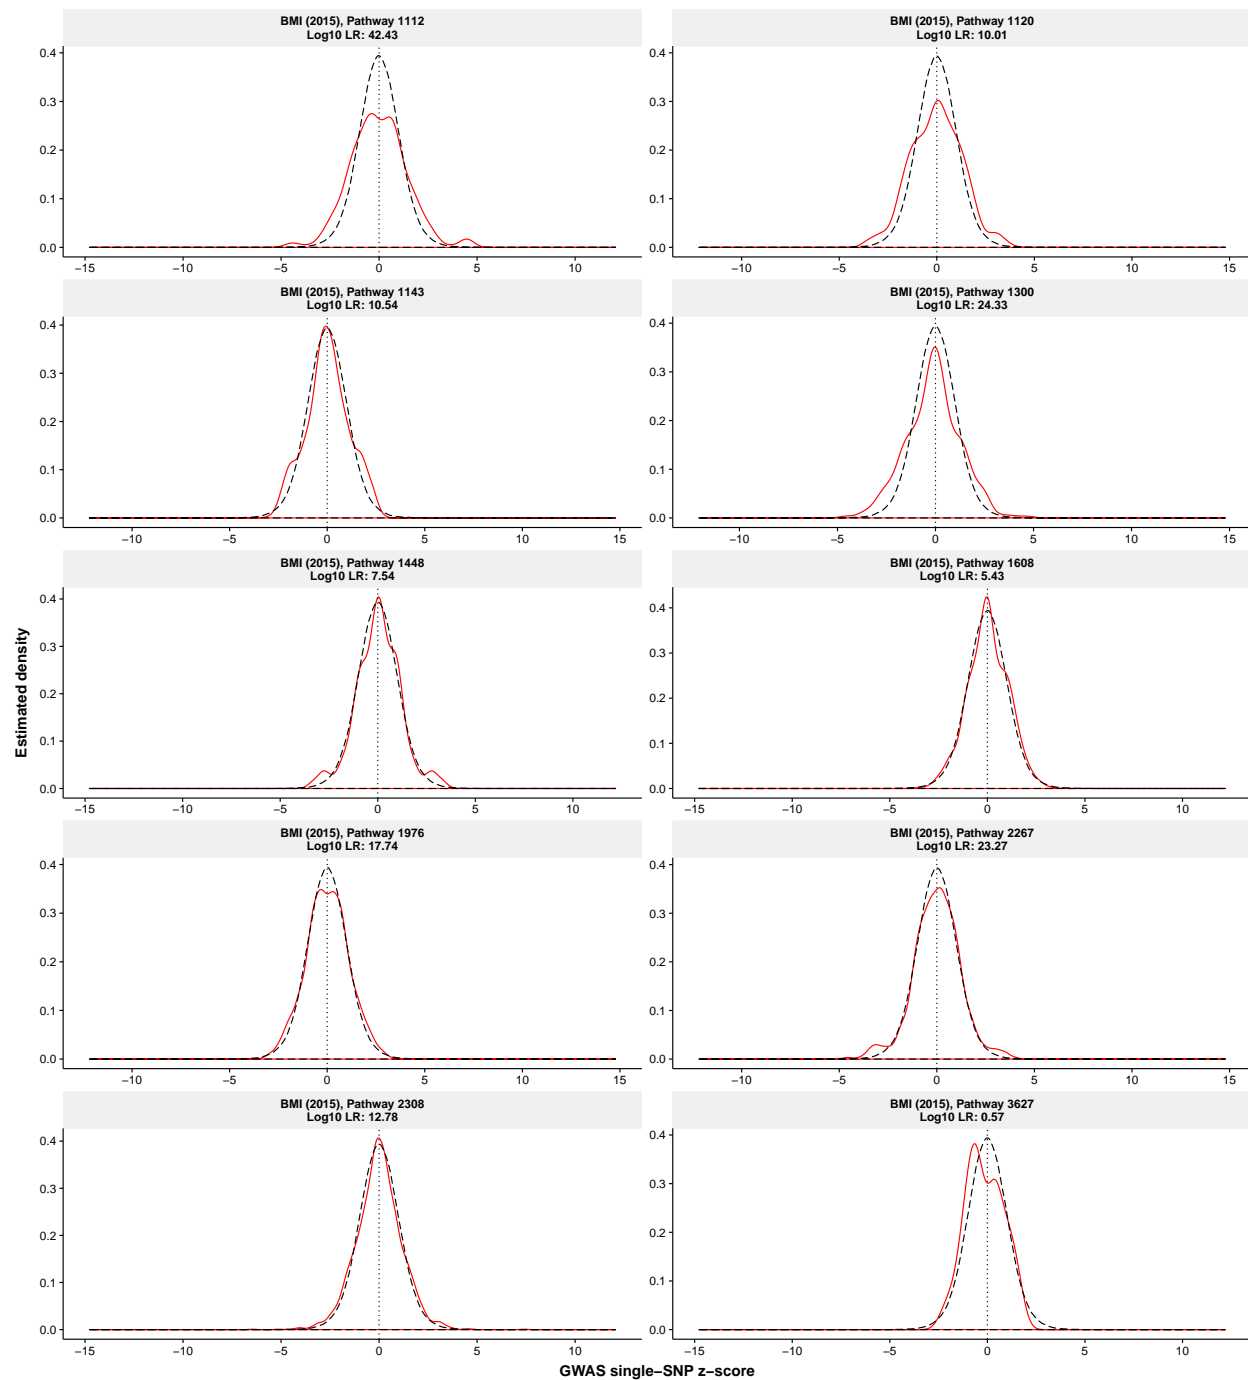 BMI (2015), Pathway 1112
Log10 LR: 42.43
BMI (2015), Pathway 1120
Log10 LR: 10.01
0.4
0.3
0.2
0.1
0.0
−15 −10 −5 0 5 10
0.4
0.3
0.2
0.1
0.0
−10 −5 0 5 10 15
BMI (2015), Pathway 1143
Log10 LR: 10.54
BMI (2015), Pathway 1300
Log10 LR: 24.33
0.4
0.3
0.2
0.1
0.0
−10 −5 0 5 10 15
0.4
0.3
0.2
0.1
0.0
−10 −5 0 5 10
BMI (2015), Pathway 1448
Log10 LR: 7.54
BMI (2015), Pathway 1608
Log10 LR: 5.43
Estimated density
0.4
0.3
0.2
0.1
0.0
−15 −10 −5 0 5 10
0.4
0.3
0.2
0.1
0.0
−15 −10 −5 0 5 10
BMI (2015), Pathway 1976
Log10 LR: 17.74
BMI (2015), Pathway 2267
Log10 LR: 23.27
0.4
0.3
0.2
0.1
0.0
−10 −5 0 5 10 15
0.4
0.3
0.2
0.1
0.0
−10 −5 0 5 10 15
BMI (2015), Pathway 2308
Log10 LR: 12.78
BMI (2015), Pathway 3627
Log10 LR: 0.57
0.4
0.3
0.2
0.1
0.0
−15 −10 −5 0 5 10
0.4
0.3
0.2
0.1
0.0
−15 −10 −5 0 5 10
GWAS single−SNP z−score